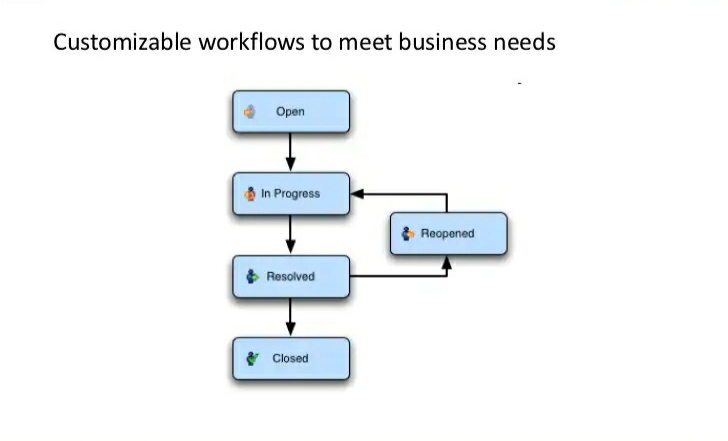 Customizable workflows to meet business needs
Open
In Progress
Reopened
Resolved
Closed